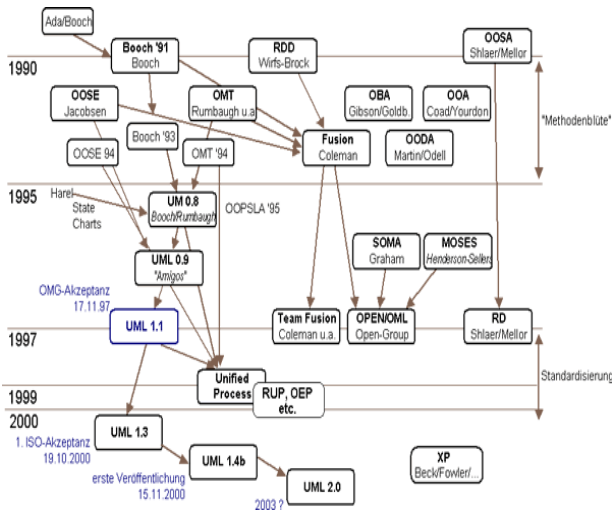 Ada/Booch
Booch '91
Booch
RDD
Wirfs-Brock
OOSA
Shlaer/Mellor
1990
OOSE
Jacobsen
OMT
Rumbaugh u.a
OBA
Gibson/Goldb.
OOA
Coad/Yourdon
"Methodenblüte"
Booch '93
Fusion
Coleman
OODA
Martin/Odell
OOSE 94
OMT '94
1995
Harel
State
Charts
UM 0.8
Booch/Rumbaugh
OOPSLA '95
UML 0.9
"Amigos"
SOMA
Graham
MOSES
Henderson-Sellers
OMG-Akzeptanz
17.11.97
UML 1.1
Team Fusion
Coleman u.a.
OPEN/OML
Open-Group
RD
Shlaer/Mellor
1997
Unified
Process
RUP, OEP
etc.
Standardisierung
1999
2000
UML 1.3
1. ISO-Akzeptanz
19.10.2000
UML 1.4b
XP
Beck/Fowler/...
erste Veröffentlichung
15.11.2000
UML 2.0
2003 ?